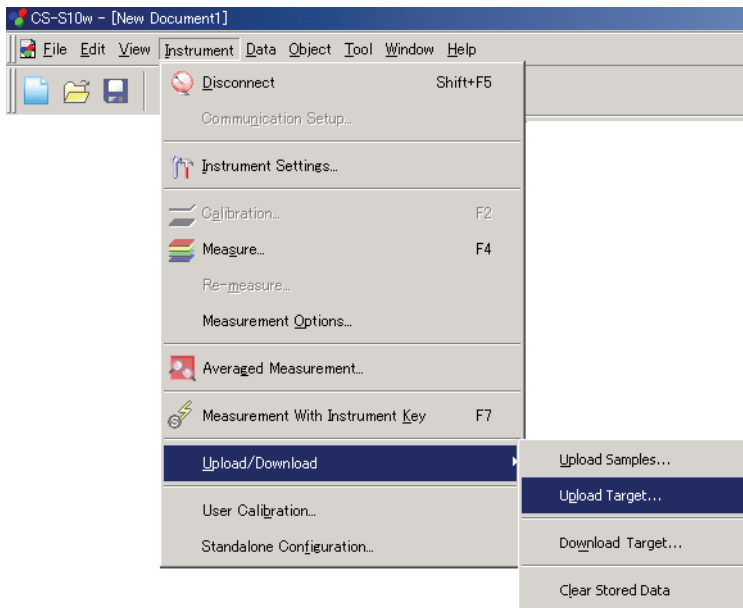 CS-S10w - [New Document1]
File Edit View Instrument Data Object Tool Window Help
Disconnect Shift+F5
Communication Setup...
Instrument Settings...
Calibration... F2
Measure... F4
Re-measure...
Measurement Options...
Averaged Measurement...
Measurement With Instrument Key F7
Upload/Download
Upload Samples...
Upload Target...
Download Target...
Clear Stored Data
User Calibration...
Standalone Configuration...